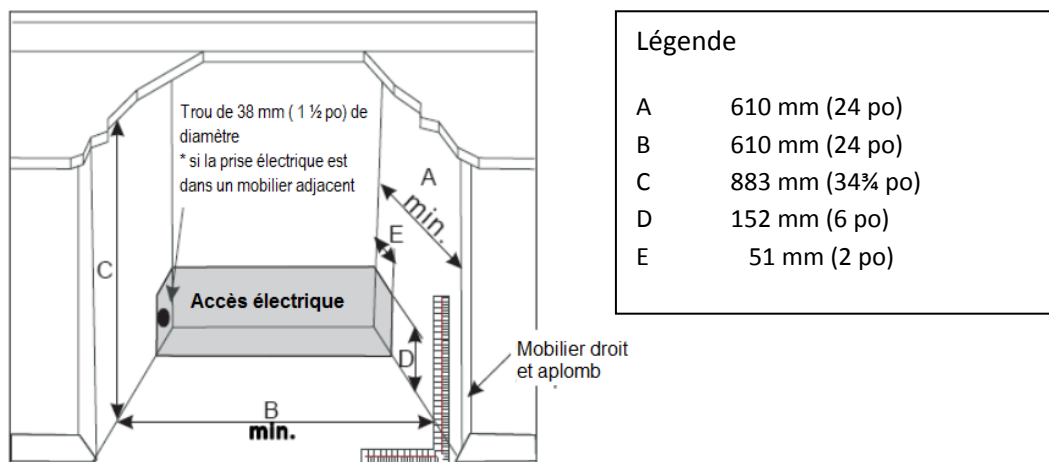 Trou de 38 mm ( 1 ½ po) de
diamètre
* si la prise électrique est
dans un mobilier adjacent
A
min.
E
C
Accès électrique
D
Mobilier droit
et aplomb
B
min.
Légende
A 610 mm (24 po)
B 610 mm (24 po)
C 883 mm (34¾ po)
D 152 mm (6 po)
E 51 mm (2 po)